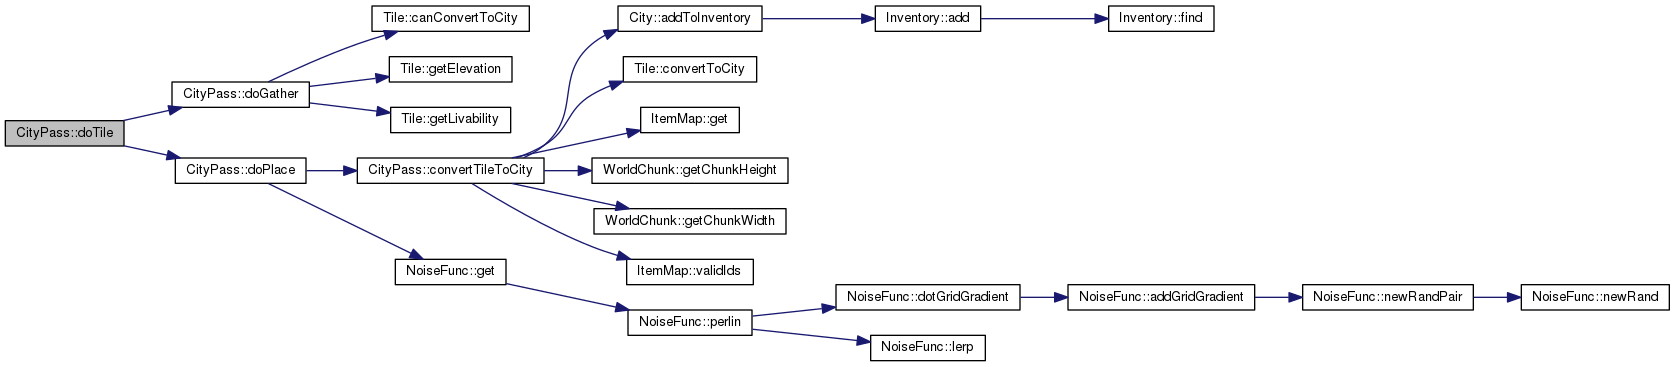 CityPass::doTile
CityPass::doGather
CityPass::doPlace
Tile::canConvertToCity
Tile::getElevation
Tile::getLivability
CityPass::convertTileToCity
NoiseFunc::get
City::addToInventory
Tile::convertToCity
ItemMap::get
WorldChunk::getChunkHeight
WorldChunk::getChunkWidth
ItemMap::validIds
NoiseFunc::perlin
Inventory::add
NoiseFunc::dotGridGradient
NoiseFunc::lerp
Inventory::find
NoiseFunc::addGridGradient
NoiseFunc::newRandPair
NoiseFunc::newRand